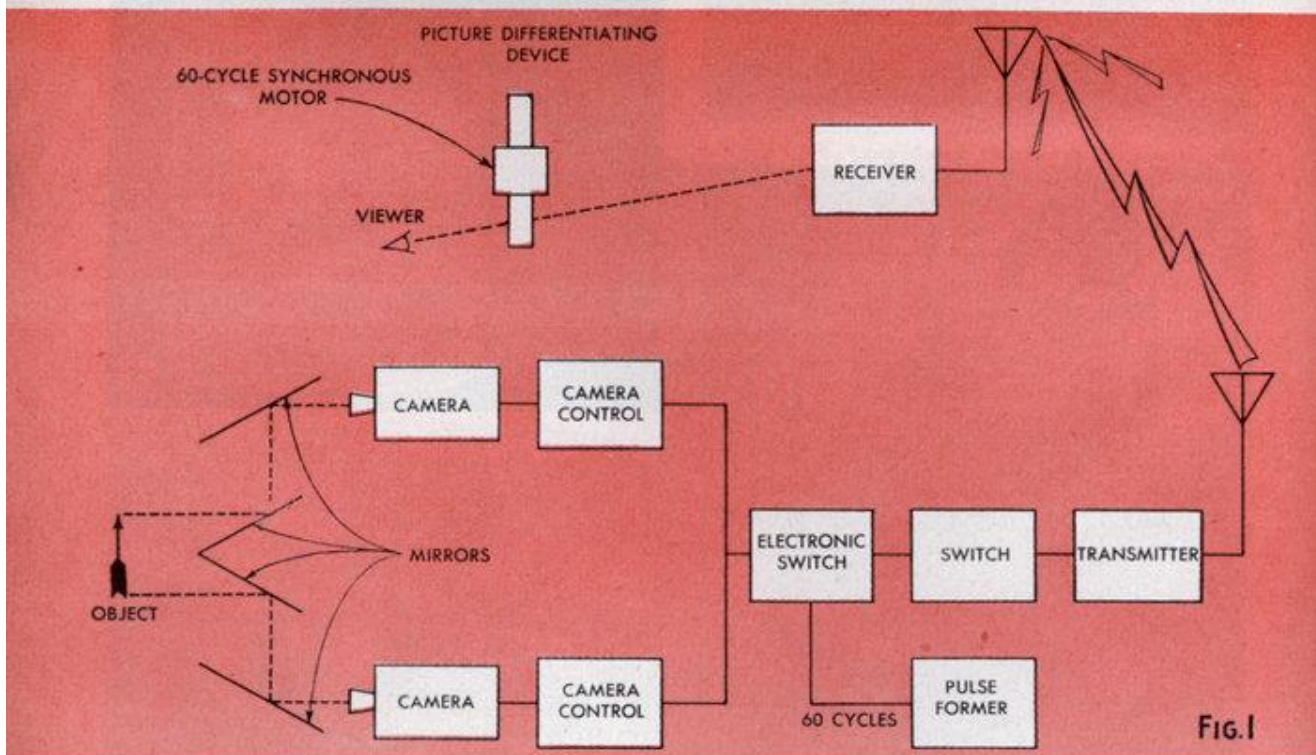 PICTURE DIFFERENTIATING
DEVICE
60-CYCLE SYNCHRONOUS
MOTOR
RECEIVER
VIEWER
CAMERA
CAMERA
CONTROL
MIRRORS
OBJECT
ELECTRONIC
SWITCH
SWITCH
TRANSMITTER
CAMERA
CAMERA
CONTROL
60 CYCLES
PULSE
FORMER
FIG.1